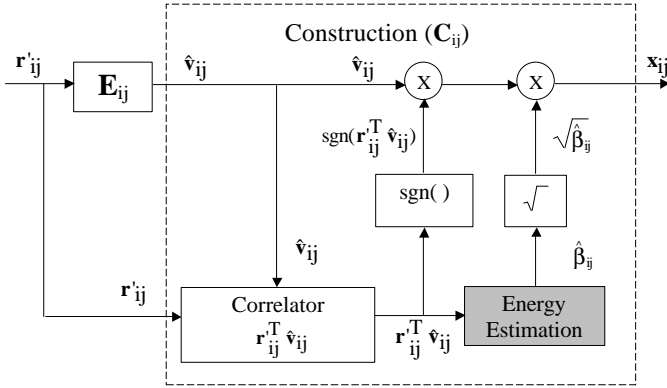 Construction (C_ij)
r'_ij
E_ij
v̂_ij
v̂_ij
X
X
x_ij
sgn(r'^T_ij v̂_ij)
√β̂_ij
sgn( )
√
v̂_ij
β̂_ij
r'_ij
Correlator
r'^T_ij v̂_ij
r'^T_ij v̂_ij
Energy
Estimation